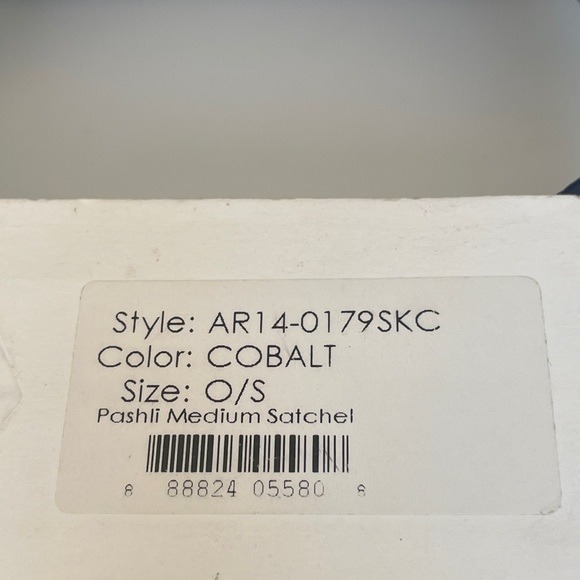 Style: AR14-0179SKC
Color: COBALT
Size: O/S
Pashli Medium Satchel
8 88824 05580 8